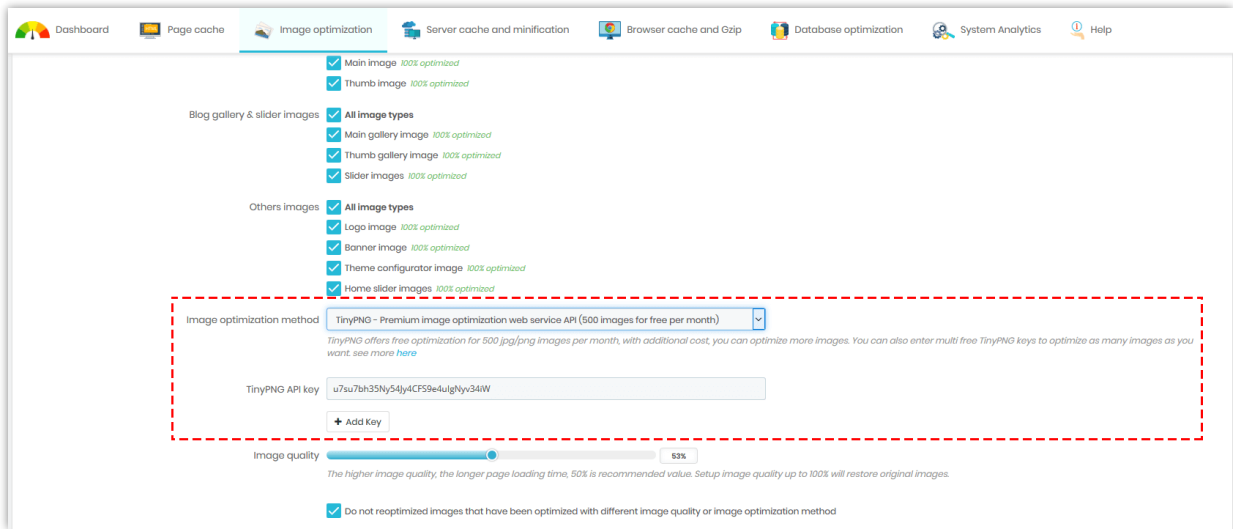 Dashboard Page cache Image optimization Server cache and minification Browser cache and Gzip Database optimization System Analytics Help
Main image 100% optimized
Thumb image 100% optimized
Blog gallery & slider images All image types
Main gallery image 100% optimized
Thumb gallery image 100% optimized
Slider images 100% optimized
Others images All image types
Logo image 100% optimized
Banner image 100% optimized
Theme configurator image 100% optimized
Home slider images 100% optimized
Image optimization method TinyPNG - Premium image optimization web service API (500 images for free per month)
TinyPNG offers free optimization for 500 jpg/png images per month, with additional cost, you can optimize more images. You can also enter multi free TinyPNG keys to optimize as many images as you
want. see more here
TinyPNG API key u7su7bh35Ny54Jy4CFS9e4uIgNyv34iW
+ Add Key
Image quality 53%
The higher image quality, the longer page loading time, 50% is recommended value. Setup image quality up to 100% will restore original images.
Do not reoptimized images that have been optimized with different image quality or image optimization method